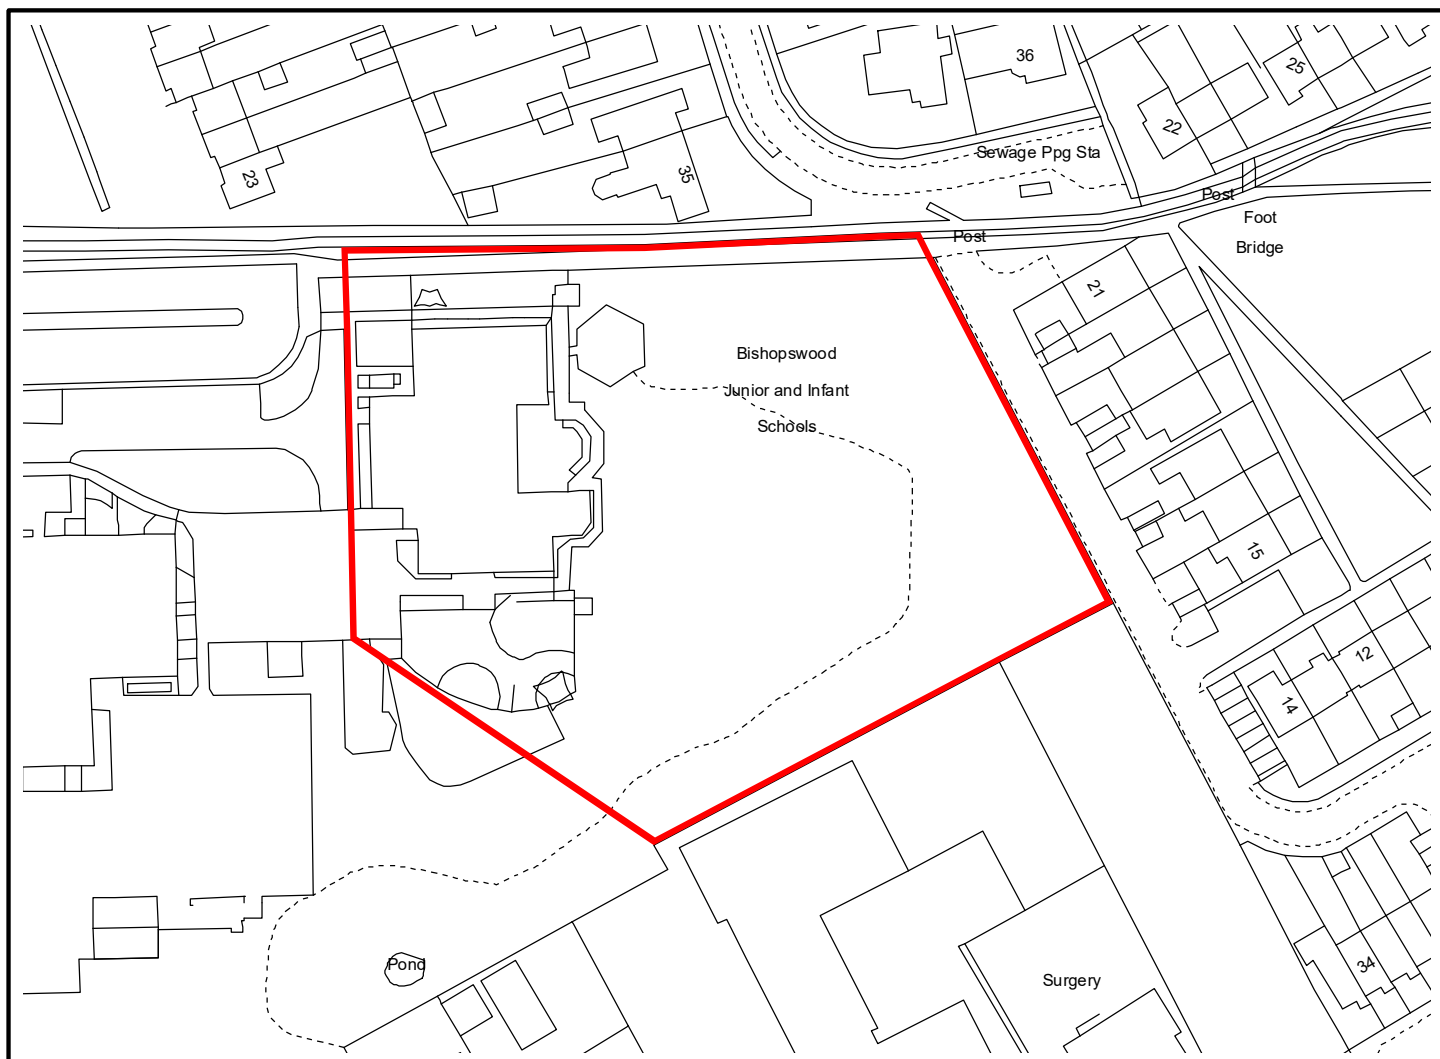 36
25
22
Sewage Ppg Sta
23
35
Post
Foot
Bridge
Post
21
Bishopswood
Junior and Infant
Schools
15
12
14
Pond
34
Surgery